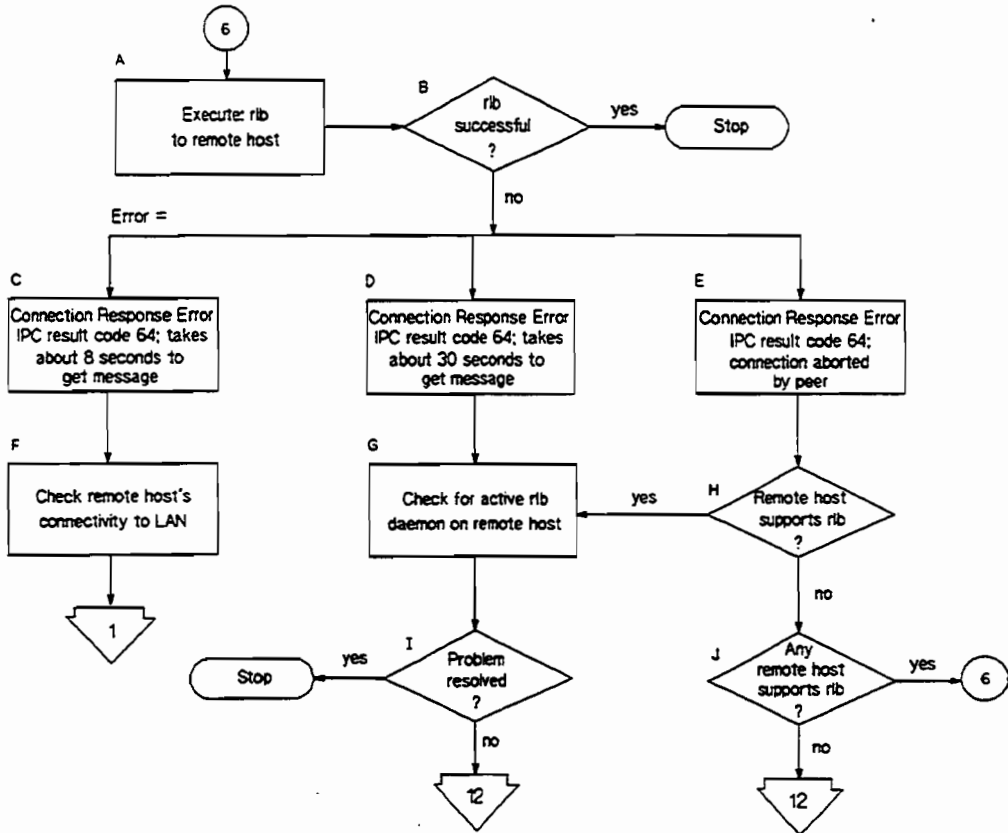 6
A
Execute: rlb
to remote host
B
rlb
successful
?
yes
Stop
no
Error =
C
Connection Response Error
IPC result code 64; takes
about 8 seconds to
get message
D
Connection Response Error
IPC result code 64; takes
about 30 seconds to
get message
E
Connection Response Error
IPC result code 64;
connection aborted
by peer
F
Check remote host's
connectivity to LAN
G
Check for active rlb
daemon on remote host
yes
H
Remote host
supports rlb
?
1
no
I
Problem
resolved
?
yes
Stop
J
Any
remote host
supports rlb
?
yes
6
no
12
no
12